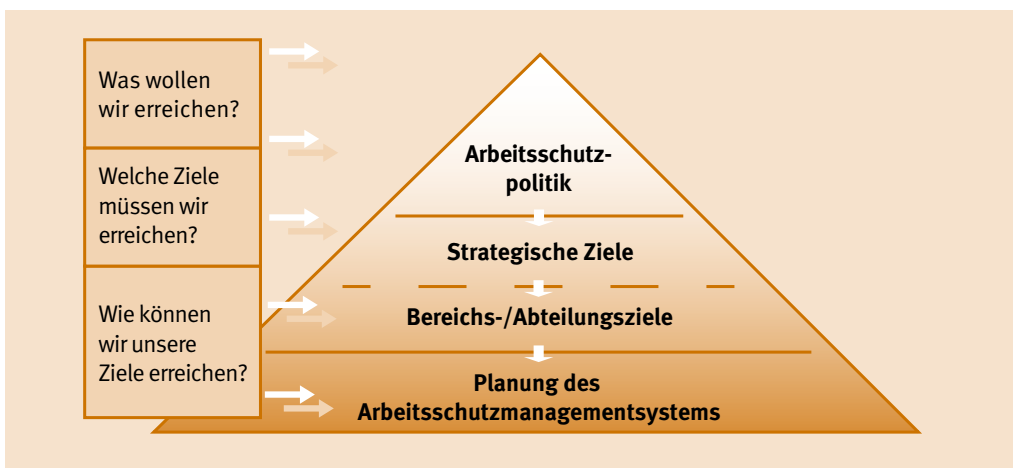 Was wollen
wir erreichen?
Welche Ziele
müssen wir
erreichen?
Wie können
wir unsere
Ziele erreichen?
Arbeitsschutz-
politik
Strategische Ziele
Bereichs-/Abteilungsziele
Planung des
Arbeitsschutzmanagementsystems